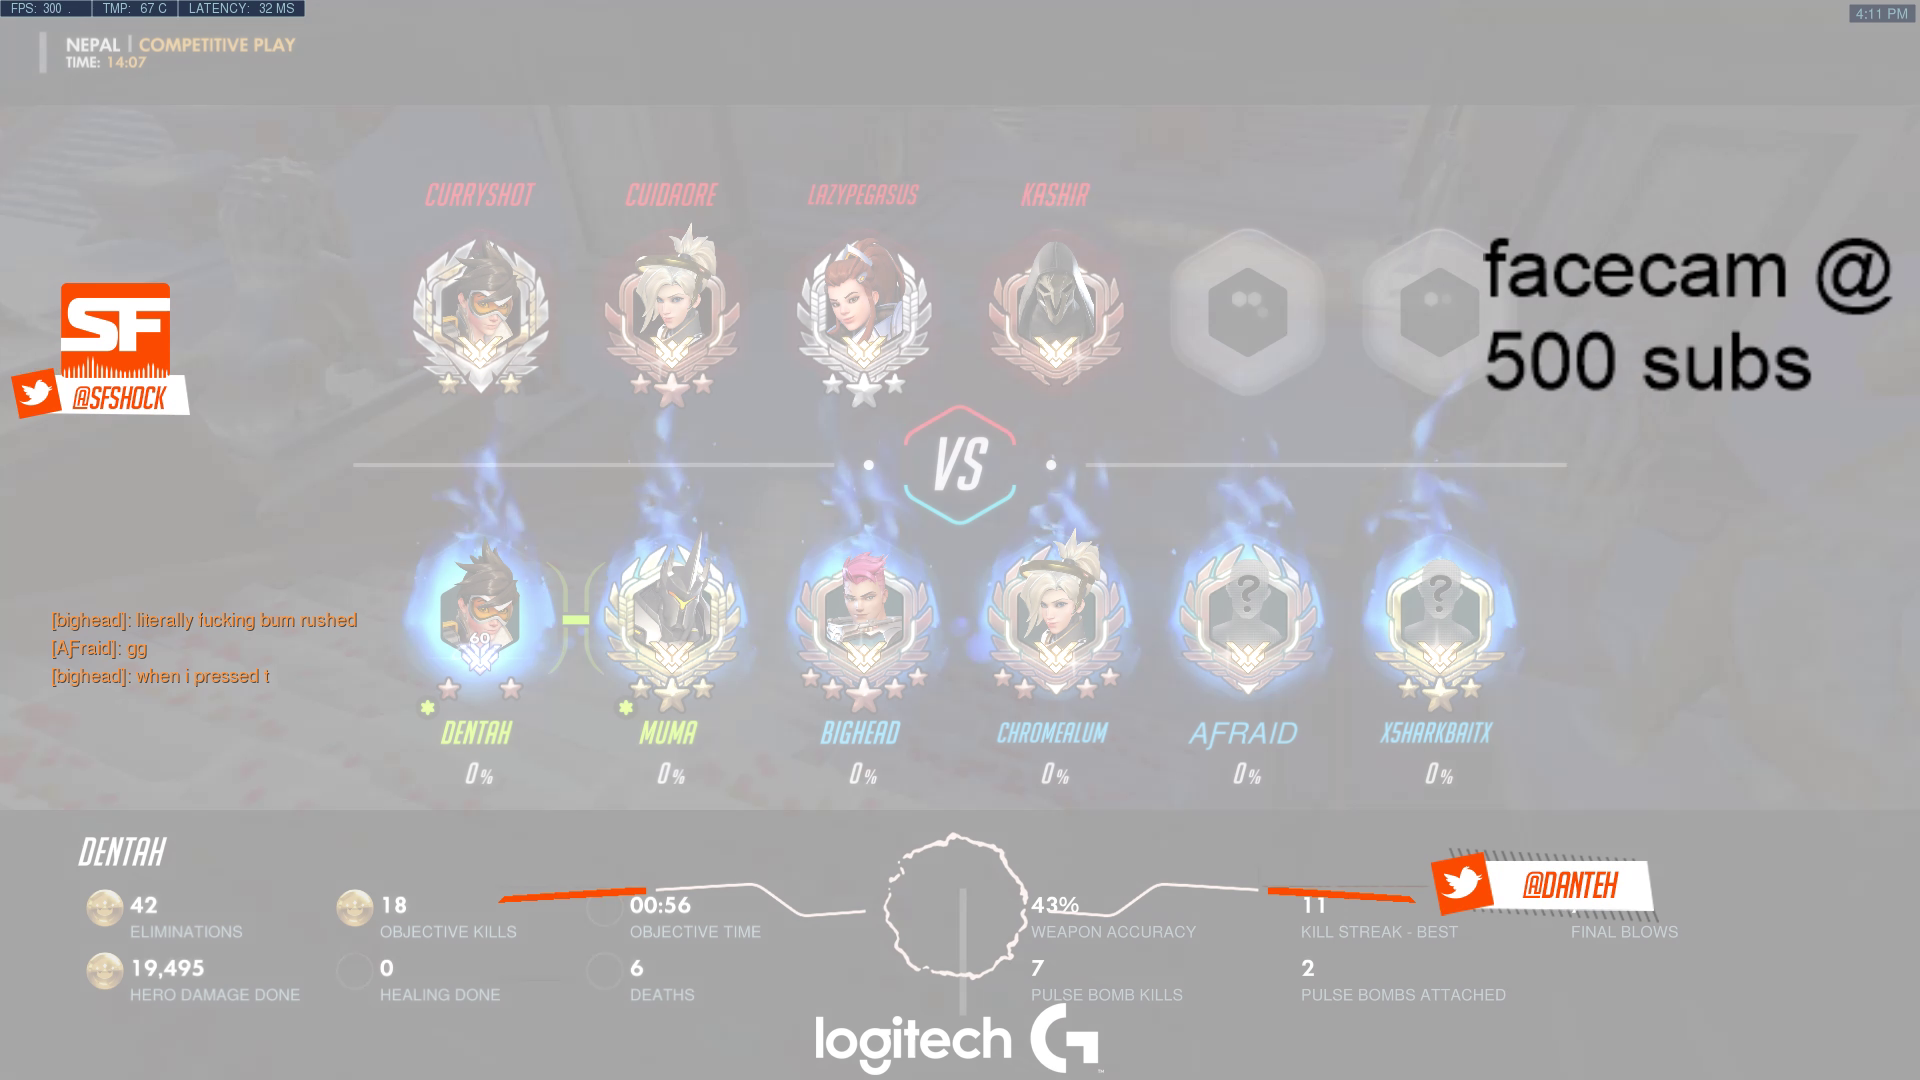 FPS: 300 .
TMP: 67 C
LATENCY: 32 MS
4:11 PM
NEPAL | COMPETITIVE PLAY
TIME: 14:07
CURRYSHOT
CUIDAORE
LAZYPEGASUS
KASHIR
facecam @
500 subs
SF
@SFSHOCK
VS
[bighead]: literally fucking bum rushed
[AƑraid]: gg
[bighead]: when i pressed t
60
?
?
DENTAH
MUMA
BIGHEAD
CHROMEALUM
AƑRAID
XSHARKBAITX
0%
0%
0%
0%
0%
0%
DENTAH
42
ELIMINATIONS
18
OBJECTIVE KILLS
00:56
OBJECTIVE TIME
43%
WEAPON ACCURACY
11
KILL STREAK - BEST
FINAL BLOWS
@DANTEH
19,495
HERO DAMAGE DONE
0
HEALING DONE
6
DEATHS
7
PULSE BOMB KILLS
2
PULSE BOMBS ATTACHED
logitech G